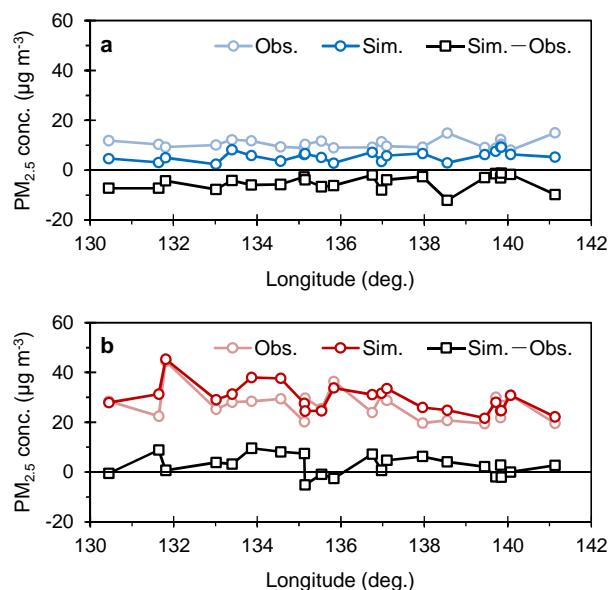 a
Obs. Sim. Sim.－Obs.
PM2.5 conc. (μg m-3)
60
40
20
0
-20
130 132 134 136 138 140 142
Longitude (deg.)
b
Obs. Sim. Sim.－Obs.
PM2.5 conc. (μg m-3)
60
40
20
0
-20
130 132 134 136 138 140 142
Longitude (deg.)